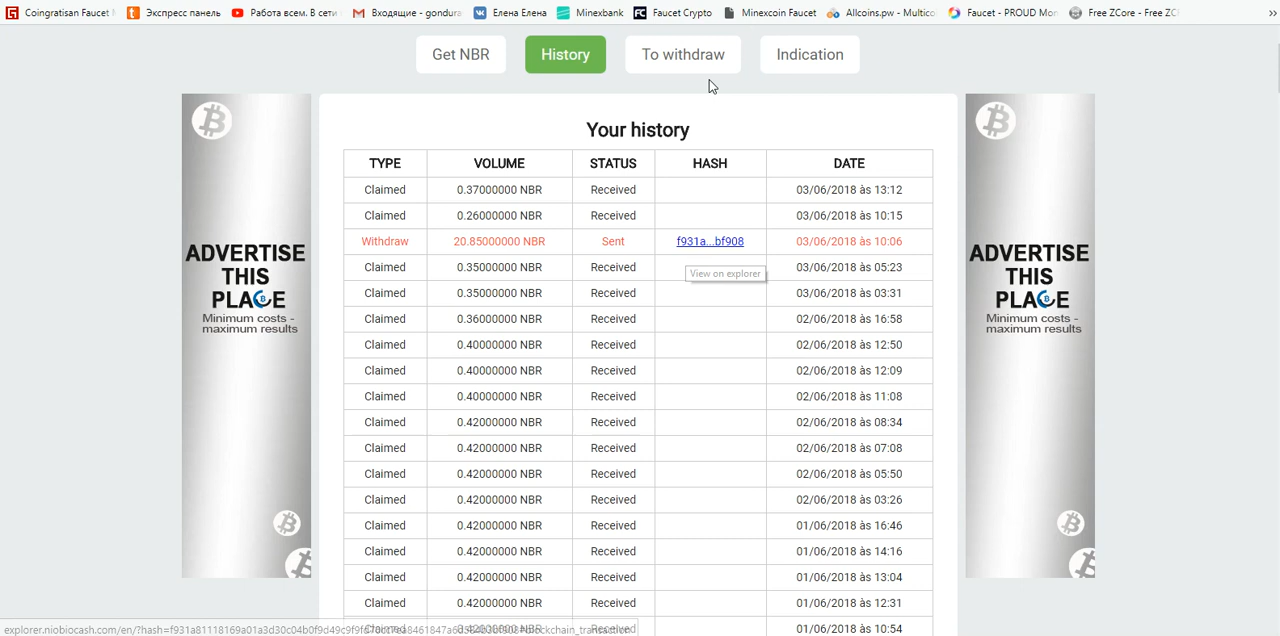 Coingratisan Faucet Экспресс панель Работа всем. В сети Входящие - gondura Елена Елена Minexbank Faucet Crypto Minexcoin Faucet Allcoins.pw - Multico Faucet - PROUD Mon Free ZCore - Free ZC »
Get NBR History To withdraw Indication
ADVERTISE
THIS
PLACE
Minimum costs -
maximum results
Your history
TYPE VOLUME STATUS HASH DATE
Claimed 0.37000000 NBR Received 03/06/2018 às 13:12
Claimed 0.26000000 NBR Received 03/06/2018 às 10:15
Withdraw 20.85000000 NBR Sent f931a...bf908 03/06/2018 às 10:06
Claimed 0.35000000 NBR Received 03/06/2018 às 05:23
View on explorer
Claimed 0.35000000 NBR Received 03/06/2018 às 03:31
Claimed 0.36000000 NBR Received 02/06/2018 às 16:58
Claimed 0.40000000 NBR Received 02/06/2018 às 12:50
Claimed 0.40000000 NBR Received 02/06/2018 às 12:09
Claimed 0.40000000 NBR Received 02/06/2018 às 11:08
Claimed 0.42000000 NBR Received 02/06/2018 às 08:34
Claimed 0.42000000 NBR Received 02/06/2018 às 07:08
Claimed 0.42000000 NBR Received 02/06/2018 às 05:50
Claimed 0.42000000 NBR Received 02/06/2018 às 03:26
Claimed 0.42000000 NBR Received 01/06/2018 às 16:46
Claimed 0.42000000 NBR Received 01/06/2018 às 14:16
Claimed 0.42000000 NBR Received 01/06/2018 às 13:04
Claimed 0.42000000 NBR Received 01/06/2018 às 12:31
01/06/2018 às 10:54
ADVERTISE
THIS
PLACE
Minimum costs -
maximum results